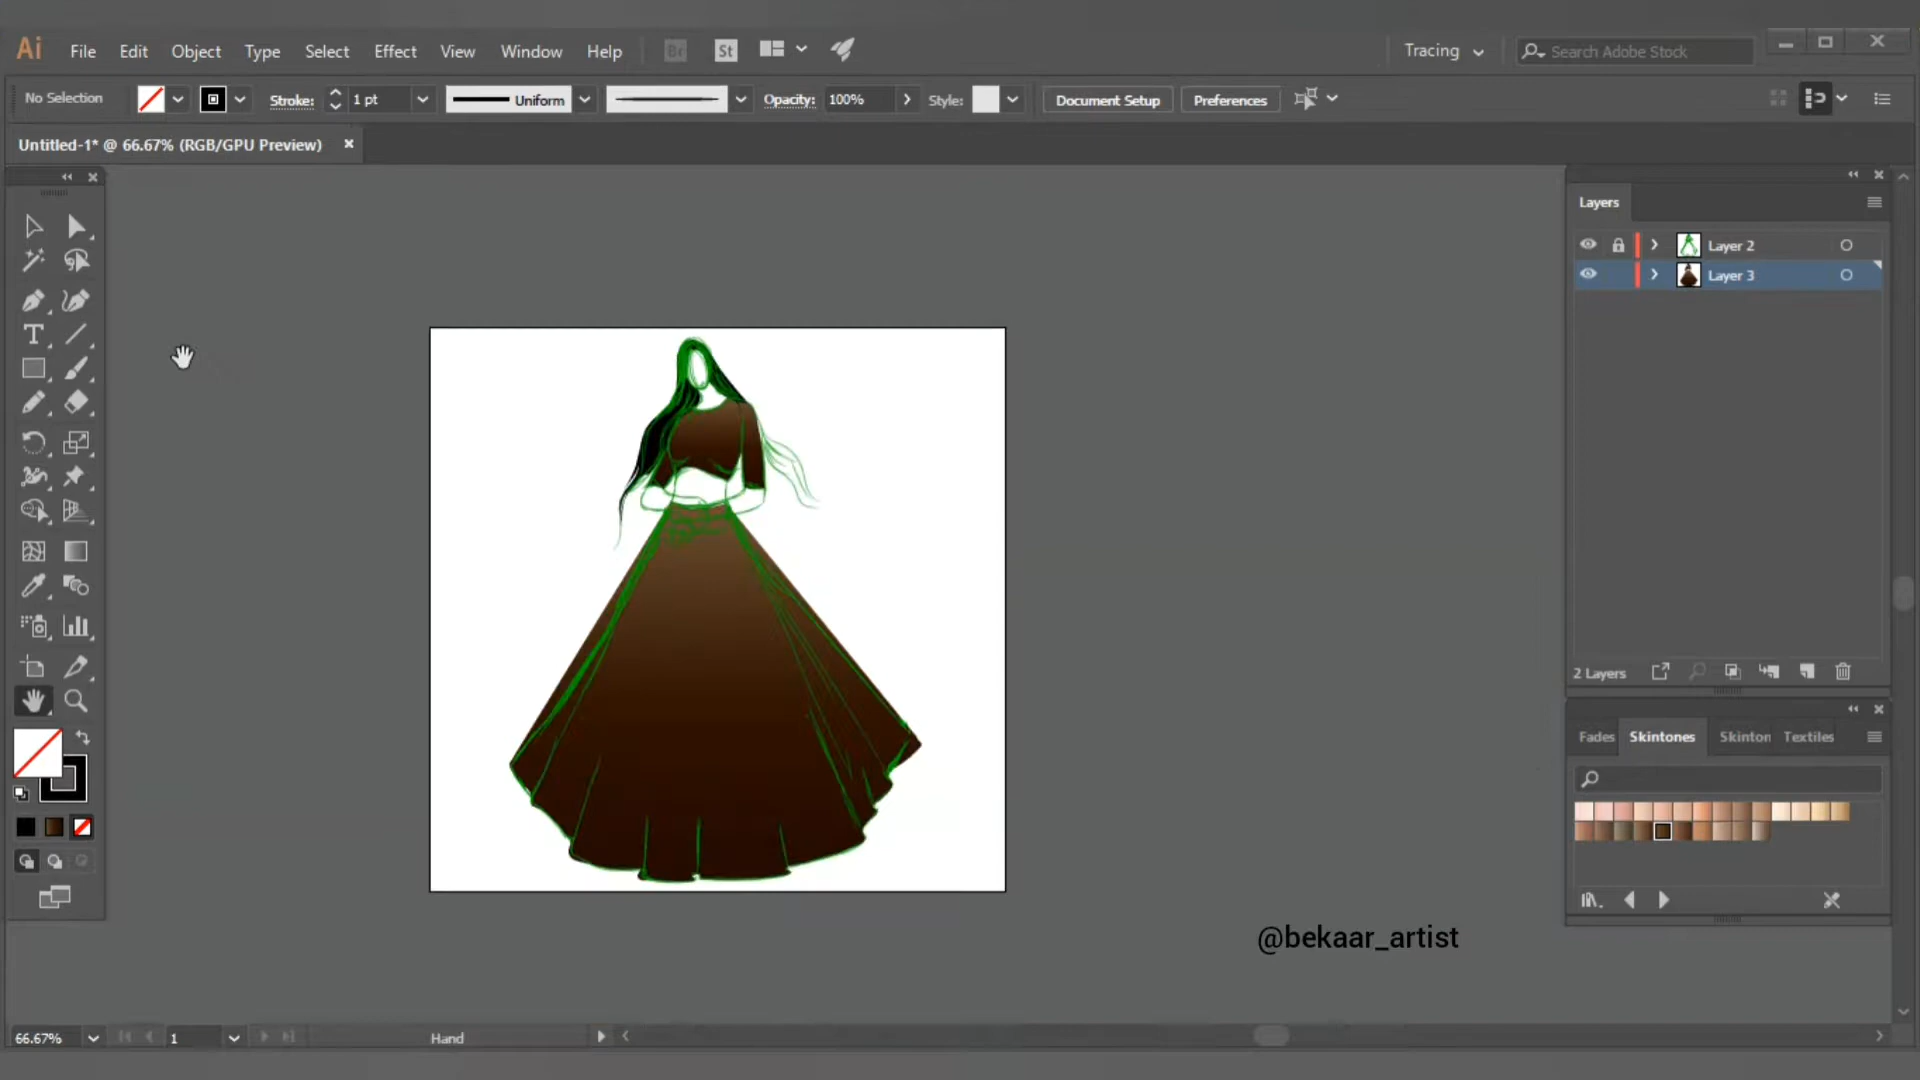 Ai File Edit Object Type Select Effect View Window Help Br St Tracing Search Adobe Stock
No Selection Stroke: 1 pt Uniform Opacity: 100% Style: Document Setup Preferences
Untitled-1* @ 66.67% (RGB/GPU Preview)
Layers
Layer 2
Layer 3
2 Layers
Fades Skintones Skinton Textiles
@bekaar_artist
66.67% 1 Hand